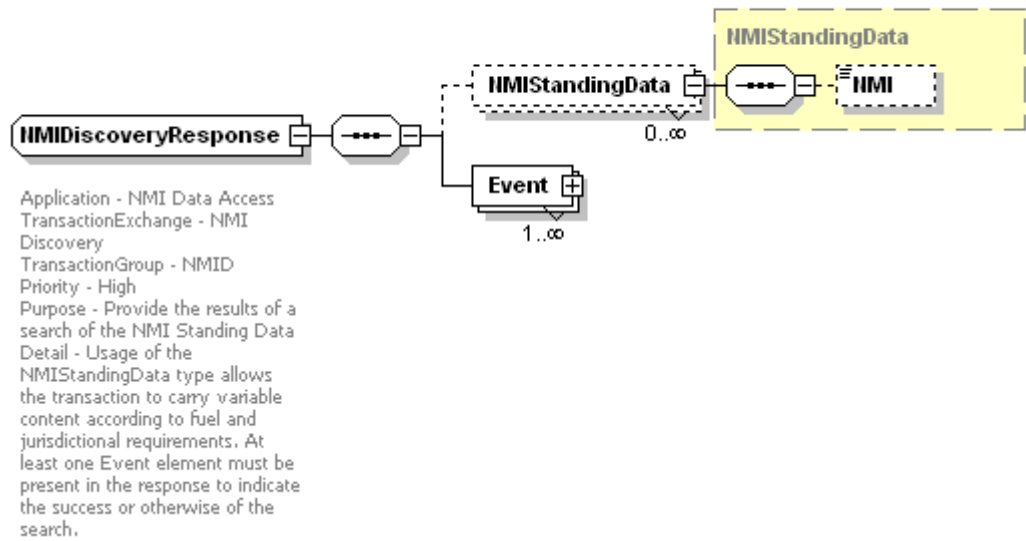 NMIStandingData
NMIStandingData
NMI
0..∞
NMIDiscoveryResponse
Event
1..∞
Application - NMI Data Access
TransactionExchange - NMI
Discovery
TransactionGroup - NMID
Priority - High
Purpose - Provide the results of a
search of the NMI Standing Data
Detail - Usage of the
NMIStandingData type allows
the transaction to carry variable
content according to fuel and
jurisdictional requirements. At
least one Event element must be
present in the response to indicate
the success or otherwise of the
search.